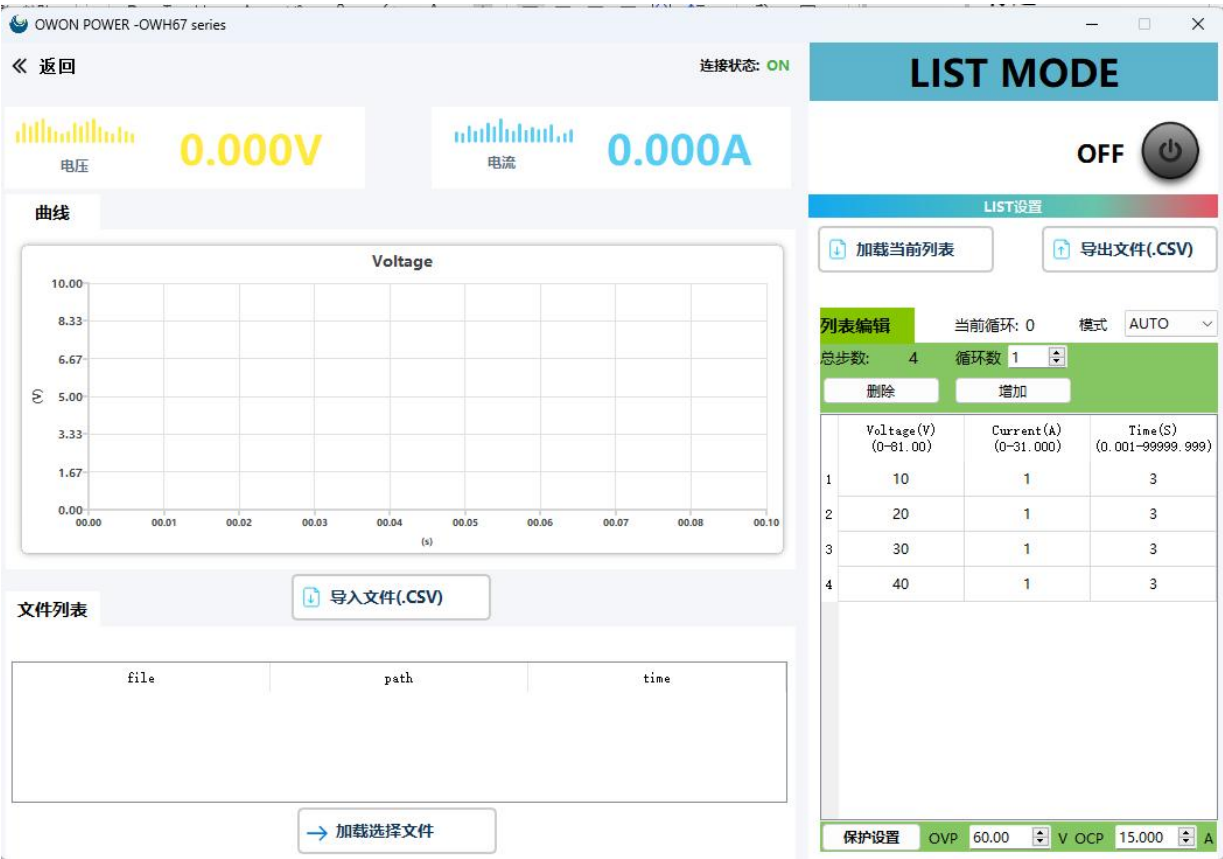 OWON POWER -OWH67 series
返回
连接状态: ON
LIST MODE
电压
0.000V
电流
0.000A
OFF
曲线
LIST设置
加载当前列表
导出文件(.CSV)
Voltage
10.00
8.33
6.67
5.00
3.33
1.67
0.00
(V)
00.00 00.01 00.02 00.03 00.04 00.05 00.06 00.07 00.08 00.10
(s)
列表编辑 当前循环: 0 模式 AUTO
总步数: 4 循环数 1
删除 增加
Voltage(V) Current(A) Time(S)
(0-61.00) (0-31.000) (0.001-99999.999)
1 10 1 3
2 20 1 3
3 30 1 3
4 40 1 3
导入文件(.CSV)
文件列表
file path time
加载选择文件
保护设置 OVP 60.00 V OCP 15.000 A